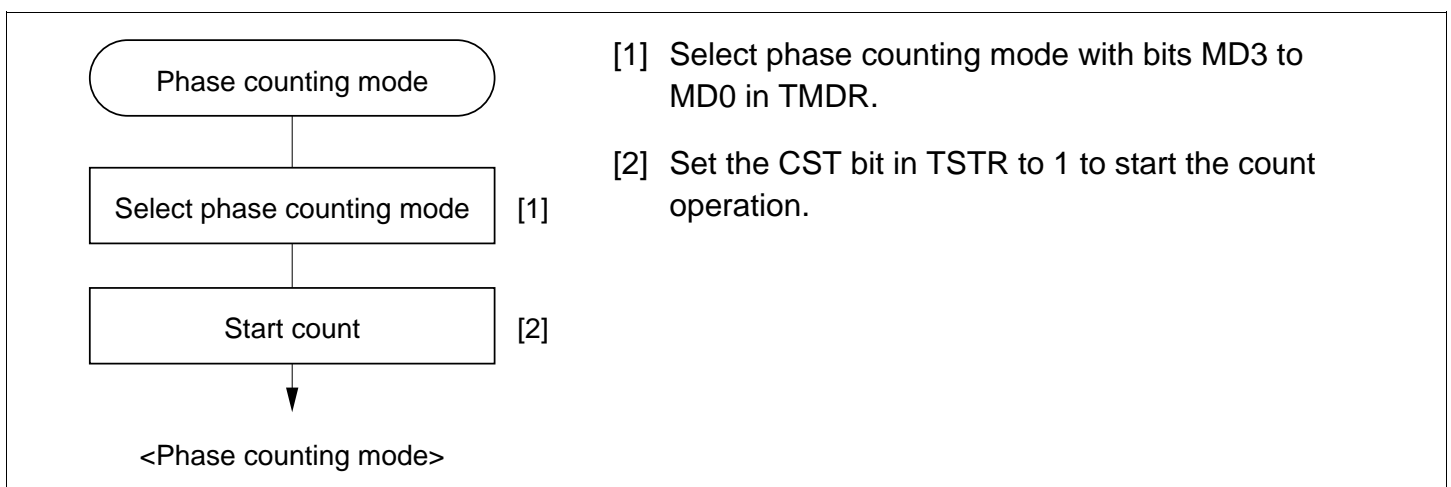 Phase counting mode
Select phase counting mode [1]
Start count [2]
<Phase counting mode>
[1] Select phase counting mode with bits MD3 to
MD0 in TMDR.
[2] Set the CST bit in TSTR to 1 to start the count
operation.